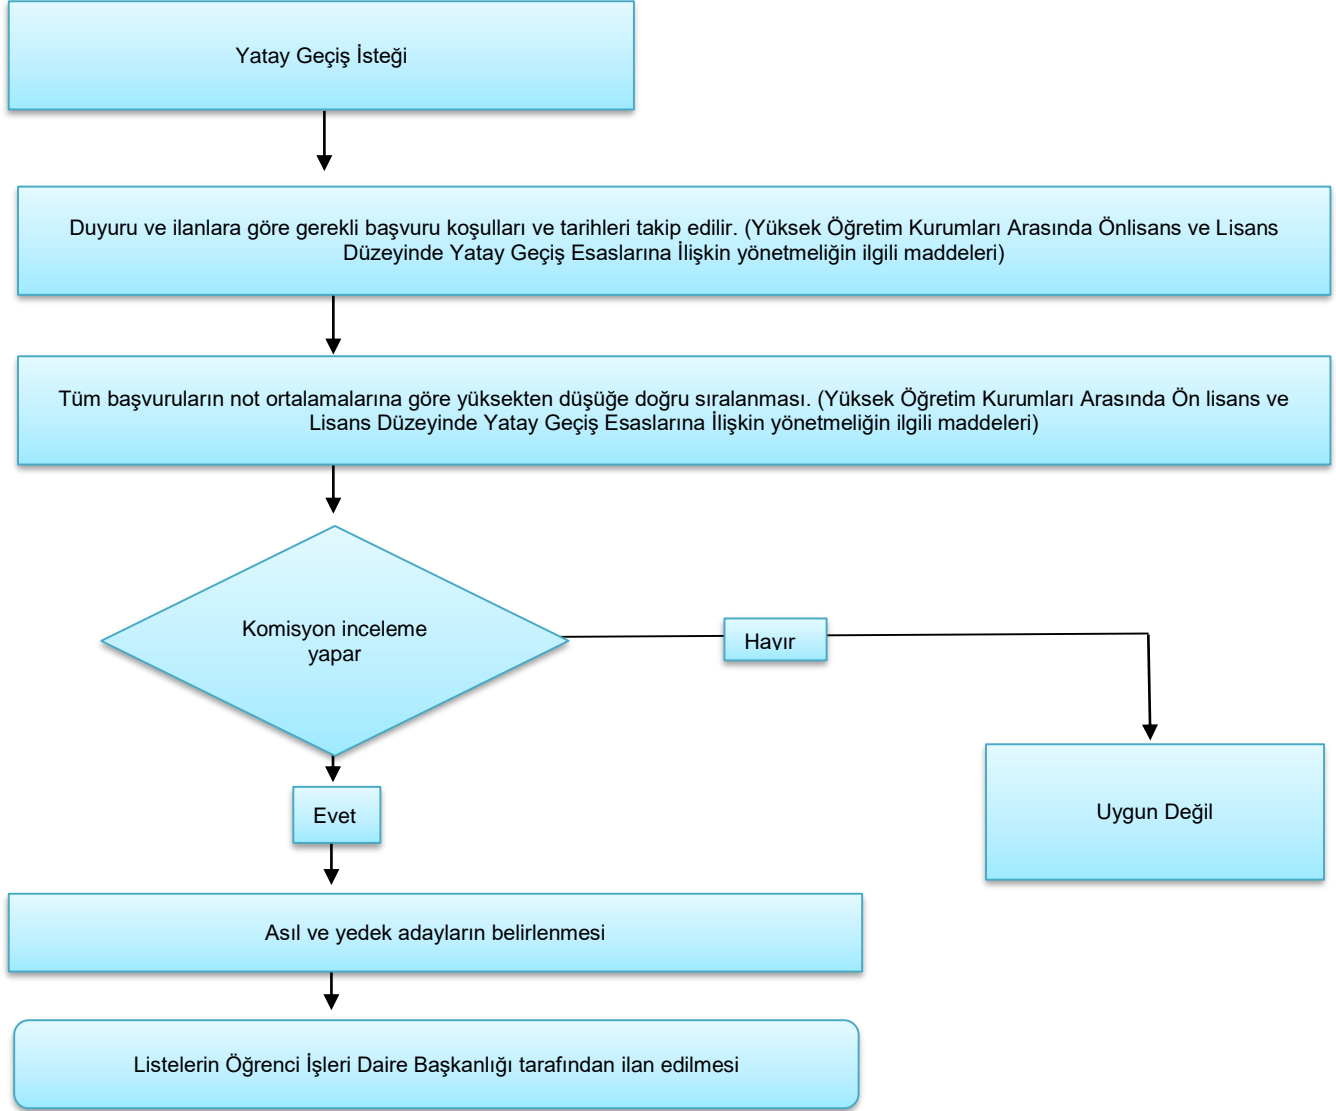 Yatay Geçiş İsteği
Duyuru ve ilanlara göre gerekli başvuru koşulları ve tarihleri takip edilir. (Yüksek Öğretim Kurumları Arasında Önlisans ve Lisans
Düzeyinde Yatay Geçiş Esaslarına İlişkin yönetmeliğin ilgili maddeleri)
Tüm başvuruların not ortalamalarına göre yüksekten düşüğe doğru sıralanması. (Yüksek Öğretim Kurumları Arasında Ön lisans ve
Lisans Düzeyinde Yatay Geçiş Esaslarına İlişkin yönetmeliğin ilgili maddeleri)
Komisyon inceleme
yapar
Hayır
Uygun Değil
Evet
Asıl ve yedek adayların belirlenmesi
Listelerin Öğrenci İşleri Daire Başkanlığı tarafından ilan edilmesi